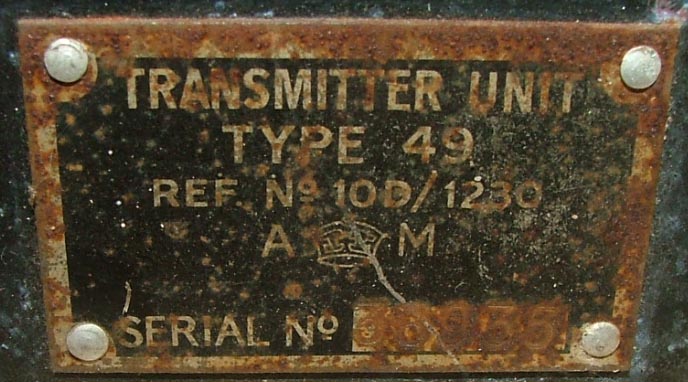 TRANSMITTER UNIT
TYPE 49
REF. Nº 10D/1230
A M
SERIAL Nº